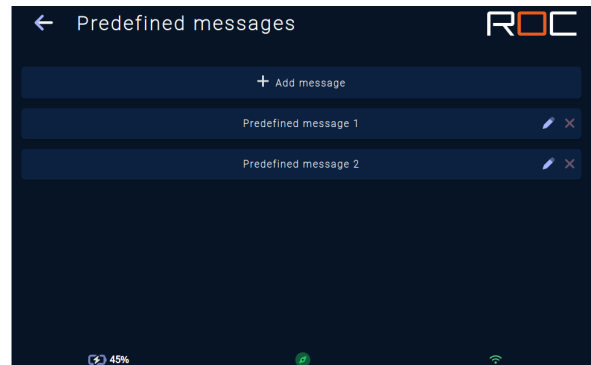 Predefined messages
ROC
Add message
Predefined message 1
Predefined message 2
45%